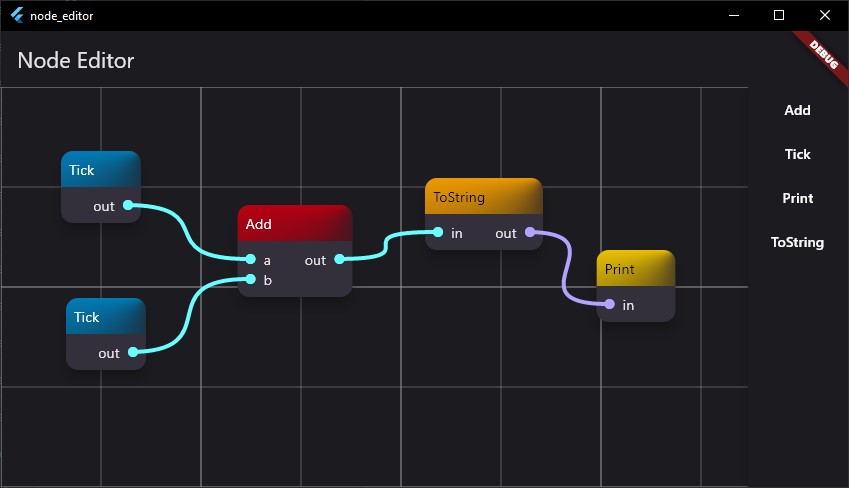 node_editor
Node Editor
DEBUG
Tick
out
Tick
out
Add
a out
b
ToString
in out
Print
in
Add
Tick
Print
ToString